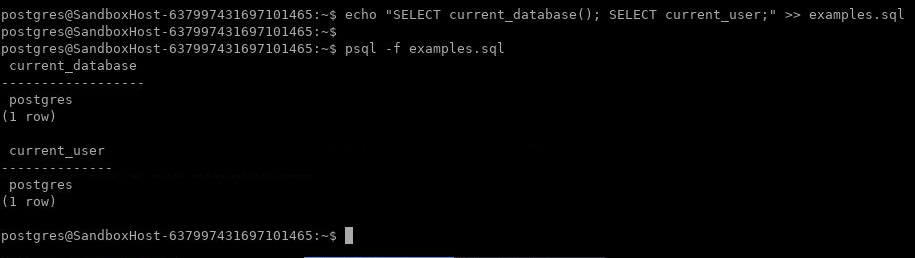 postgres@SandboxHost-637997431697101465:~$ echo "SELECT current_database(); SELECT current_user;" >> examples.sql
postgres@SandboxHost-637997431697101465:~$
postgres@SandboxHost-637997431697101465:~$ psql -f examples.sql
 current_database
------------------
 postgres
(1 row)

 current_user
--------------
 postgres
(1 row)

postgres@SandboxHost-637997431697101465:~$